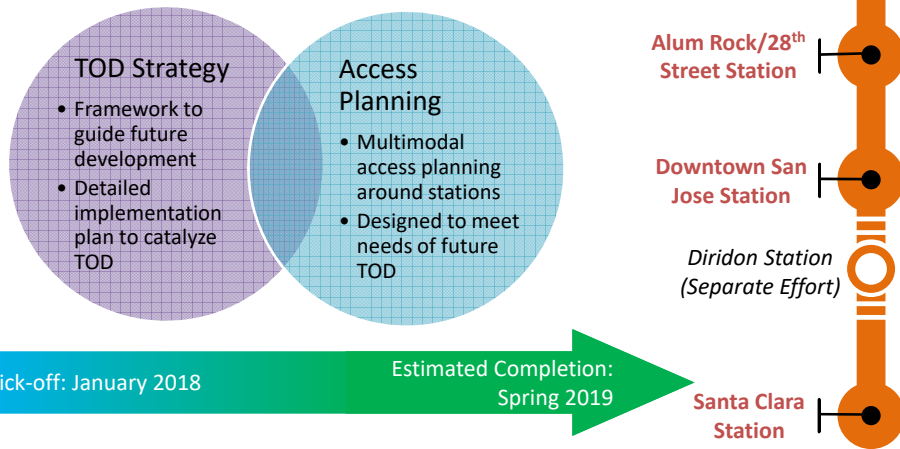 TOD Strategy
• Framework to
guide future
development
• Detailed
implementation
plan to catalyze
TOD
Access
Planning
• Multimodal
access planning
around stations
• Designed to meet
needs of future
TOD
ick-off: January 2018
Estimated Completion:
Spring 2019
Alum Rock/28th
Street Station
Downtown San
Jose Station
Diridon Station
(Separate Effort)
Santa Clara
Station